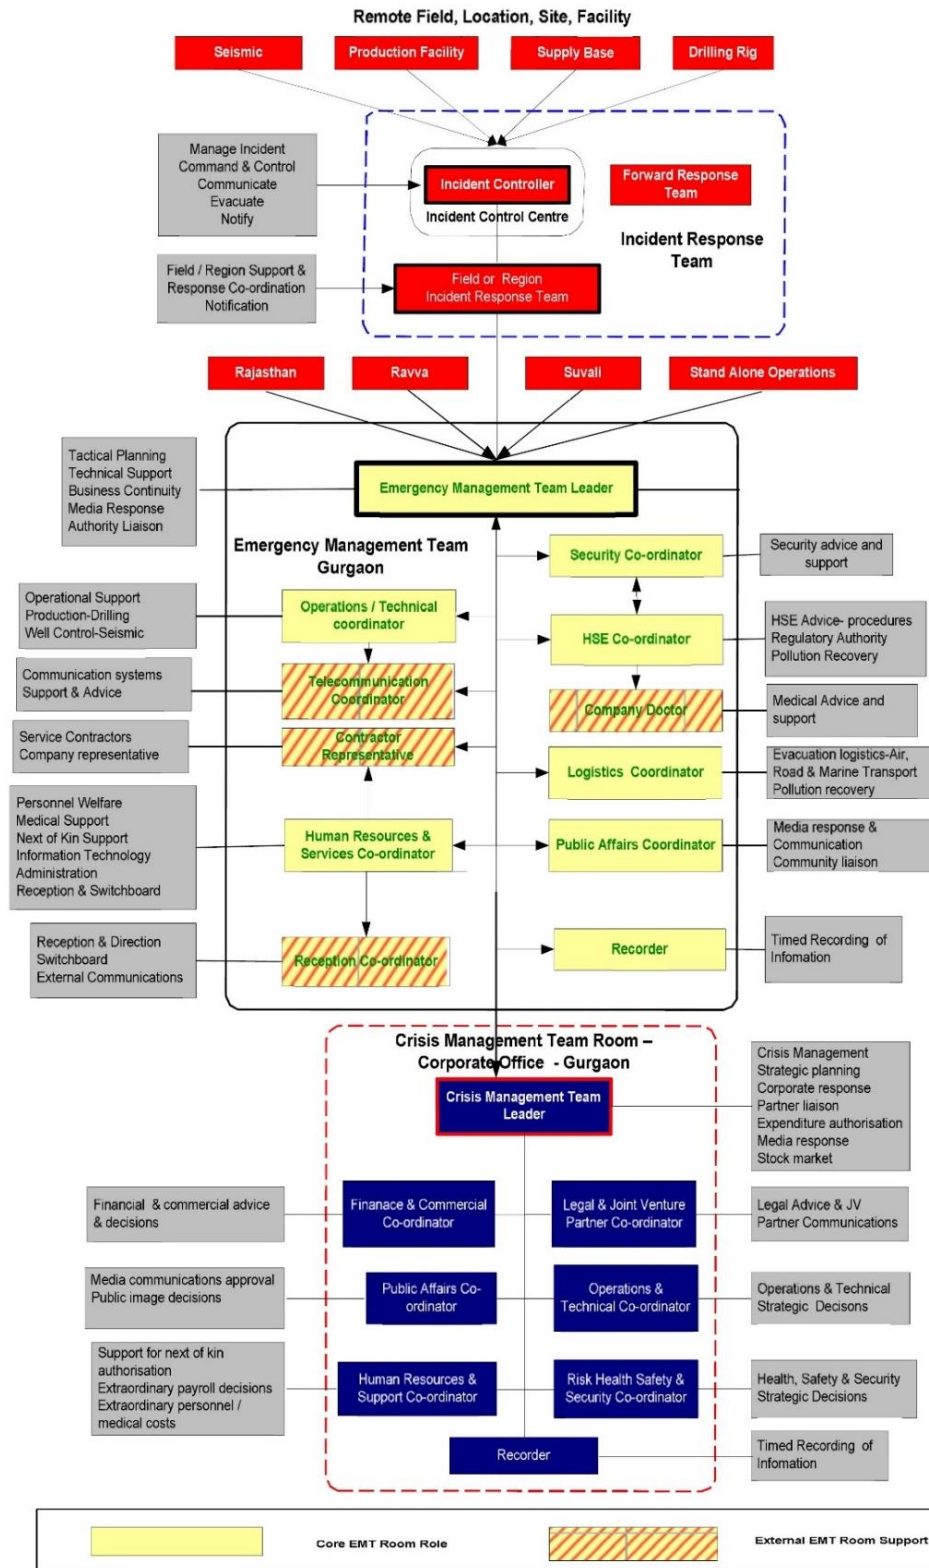 Remote Field, Location, Site, Facility
Seismic
Production Facility
Supply Base
Drilling Rig
Manage Incident
Command & Control
Communicate
Evacuate
Notify
Incident Controller
Incident Control Centre
Forward Response
Team
Incident Response
Team
Field / Region Support &
Response Co-ordination
Notification
Field or Region
Incident Response Team
Rajasthan
Ravva
Suvali
Stand Alone Operations
Tactical Planning
Technical Support
Business Continuity
Media Response
Authority Liaison
Emergency Management Team Leader
Emergency Management Team
Gurgaon
Security Co-ordinator
Security advice and
support
Operational Support
Production-Drilling
Well Control-Seismic
Operations / Technical
coordinator
HSE Co-ordinator
HSE Advice- procedures
Regulatory Authority
Pollution Recovery
Communication systems
Support & Advice
Telecommunication
Coordinator
Company Doctor
Medical Advice and
support
Service Contractors
Company representative
Contractor
Representative
Logistics Coordinator
Evacuation logistics-Air,
Road & Marine Transport
Pollution recovery
Personnel Welfare
Medical Support
Next of Kin Support
Information Technology
Administration
Reception & Switchboard
Human Resources &
Services Co-ordinator
Public Affairs Coordinator
Media response &
Communication
Community liaison
Reception & Direction
Switchboard
External Communications
Reception Co-ordinator
Recorder
Timed Recording of
Infomation
Crisis Management Team Room –
Corporate Office - Gurgaon
Crisis Management Team
Leader
Crisis Management
Strategic planning
Corporate response
Partner liaison
Expenditure authorisation
Media response
Stock market
Financial & commercial advice
& decisions
Finanace & Commercial
Co-ordinator
Legal & Joint Venture
Partner Co-ordinator
Legal Advice & JV
Partner Communications
Media communications approval
Public image decisions
Public Affairs Co-
ordinator
Operations &
Technical Co-ordinator
Operations & Technical
Strategic Decisons
Support for next of kin
authorisation
Extraordinary payroll decisions
Extraordinary personnel /
medical costs
Human Resources &
Support Co-ordinator
Risk Health Safety &
Security Co-ordinator
Health, Safety & Security
Strategic Decisions
Recorder
Timed Recording of
Infomation
Core EMT Room Role
External EMT Room Support